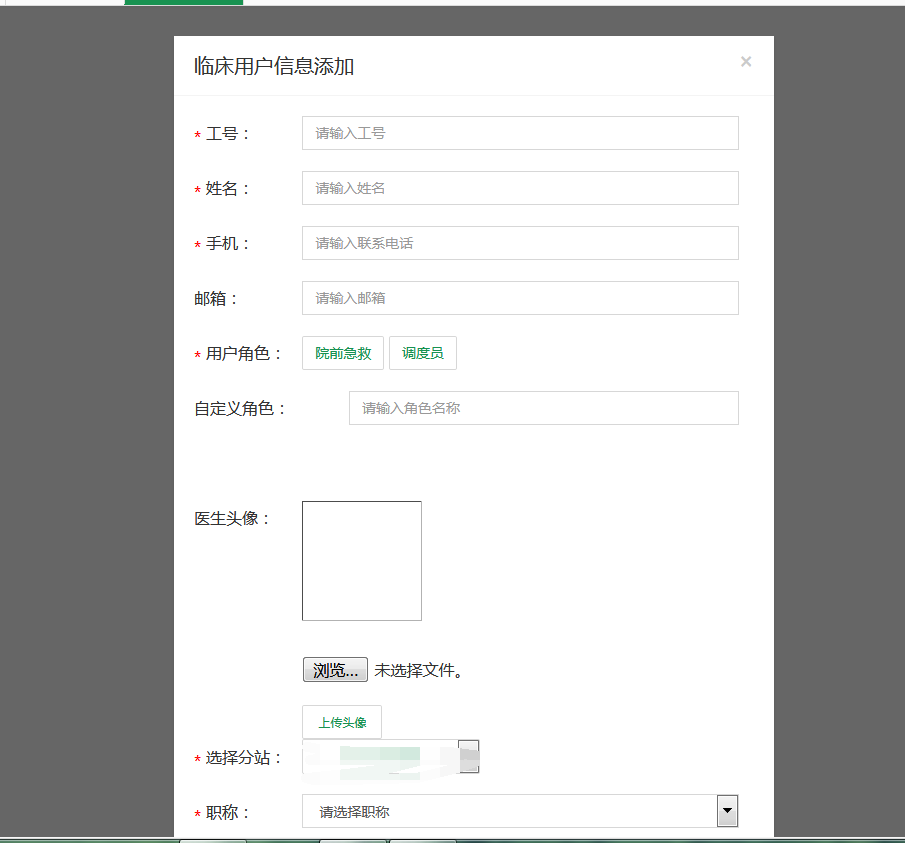 临床用户信息添加 ×
* 工号： 请输入工号
* 姓名： 请输入姓名
* 手机： 请输入联系电话
邮箱： 请输入邮箱
* 用户角色： 院前急救 调度员
自定义角色： 请输入角色名称
医生头像：
浏览... 未选择文件。
上传头像
* 选择分站：
* 职称： 请选择职称